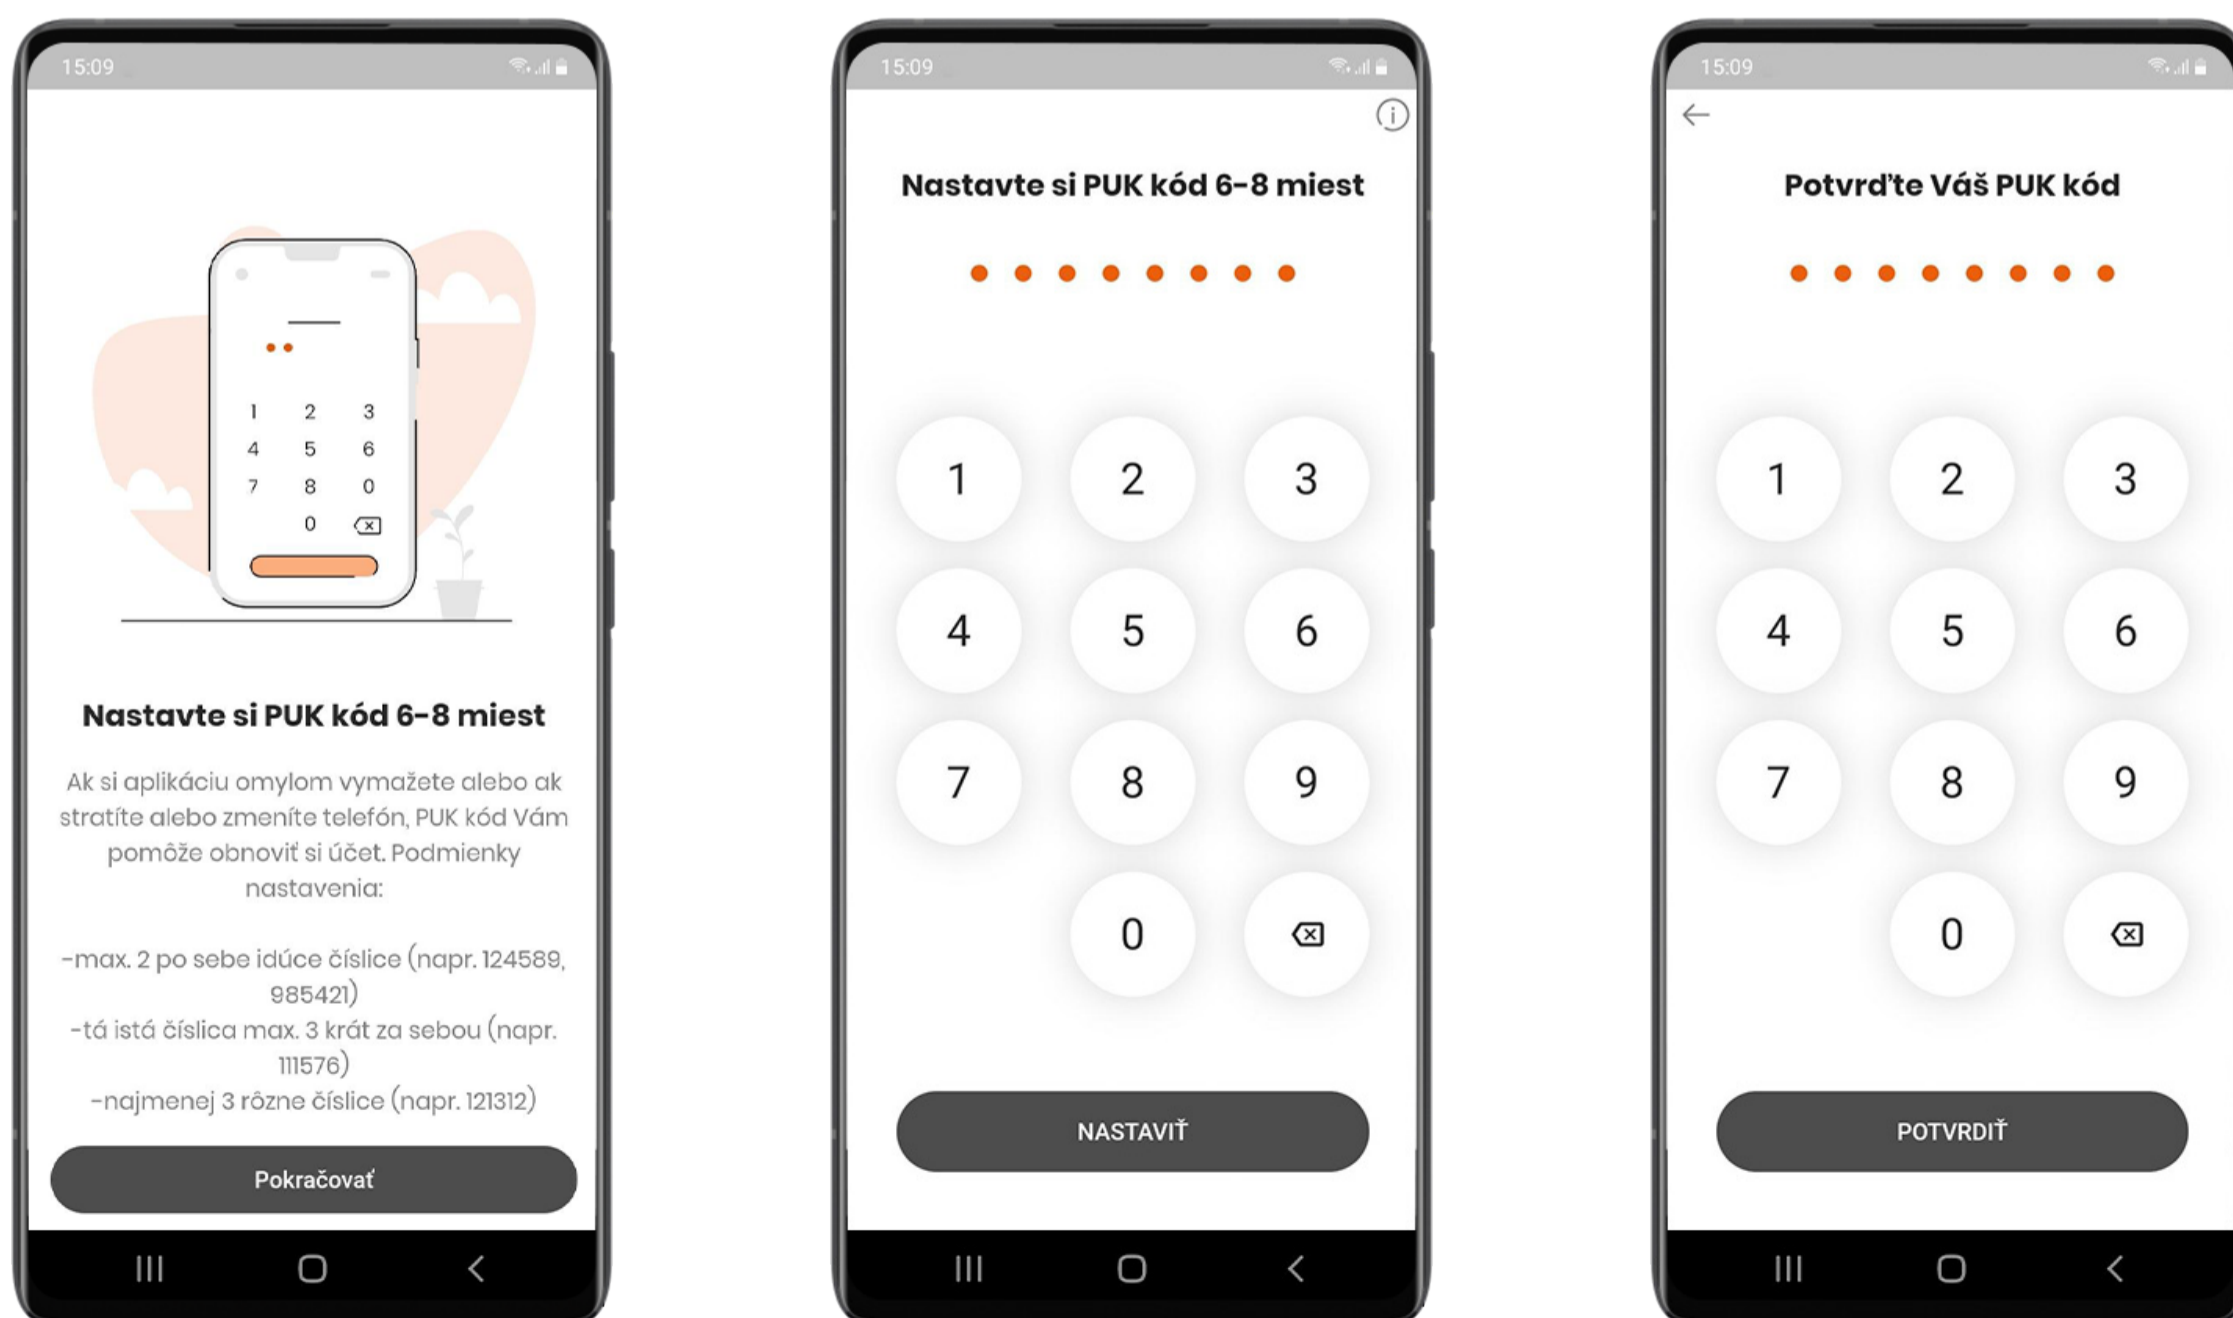 15:09
1 2 3
4 5 6
7 8 0
0
Nastavte si PUK kód 6-8 miest
Ak si aplikáciu omylom vymažete alebo ak
stratíte alebo zmeníte telefón, PUK kód Vám
pomôže obnoviť si účet. Podmienky
nastavenia:
-max. 2 po sebe idúce číslice (napr. 124589,
985421)
-tá istá číslica max. 3 krát za sebou (napr.
111576)
-najmenej 3 rôzne číslice (napr. 121312)
Pokračovať
15:09
Nastavte si PUK kód 6-8 miest
1 2 3
4 5 6
7 8 9
0
NASTAVIŤ
15:09
Potvrďte Váš PUK kód
1 2 3
4 5 6
7 8 9
0
POTVRDIŤ